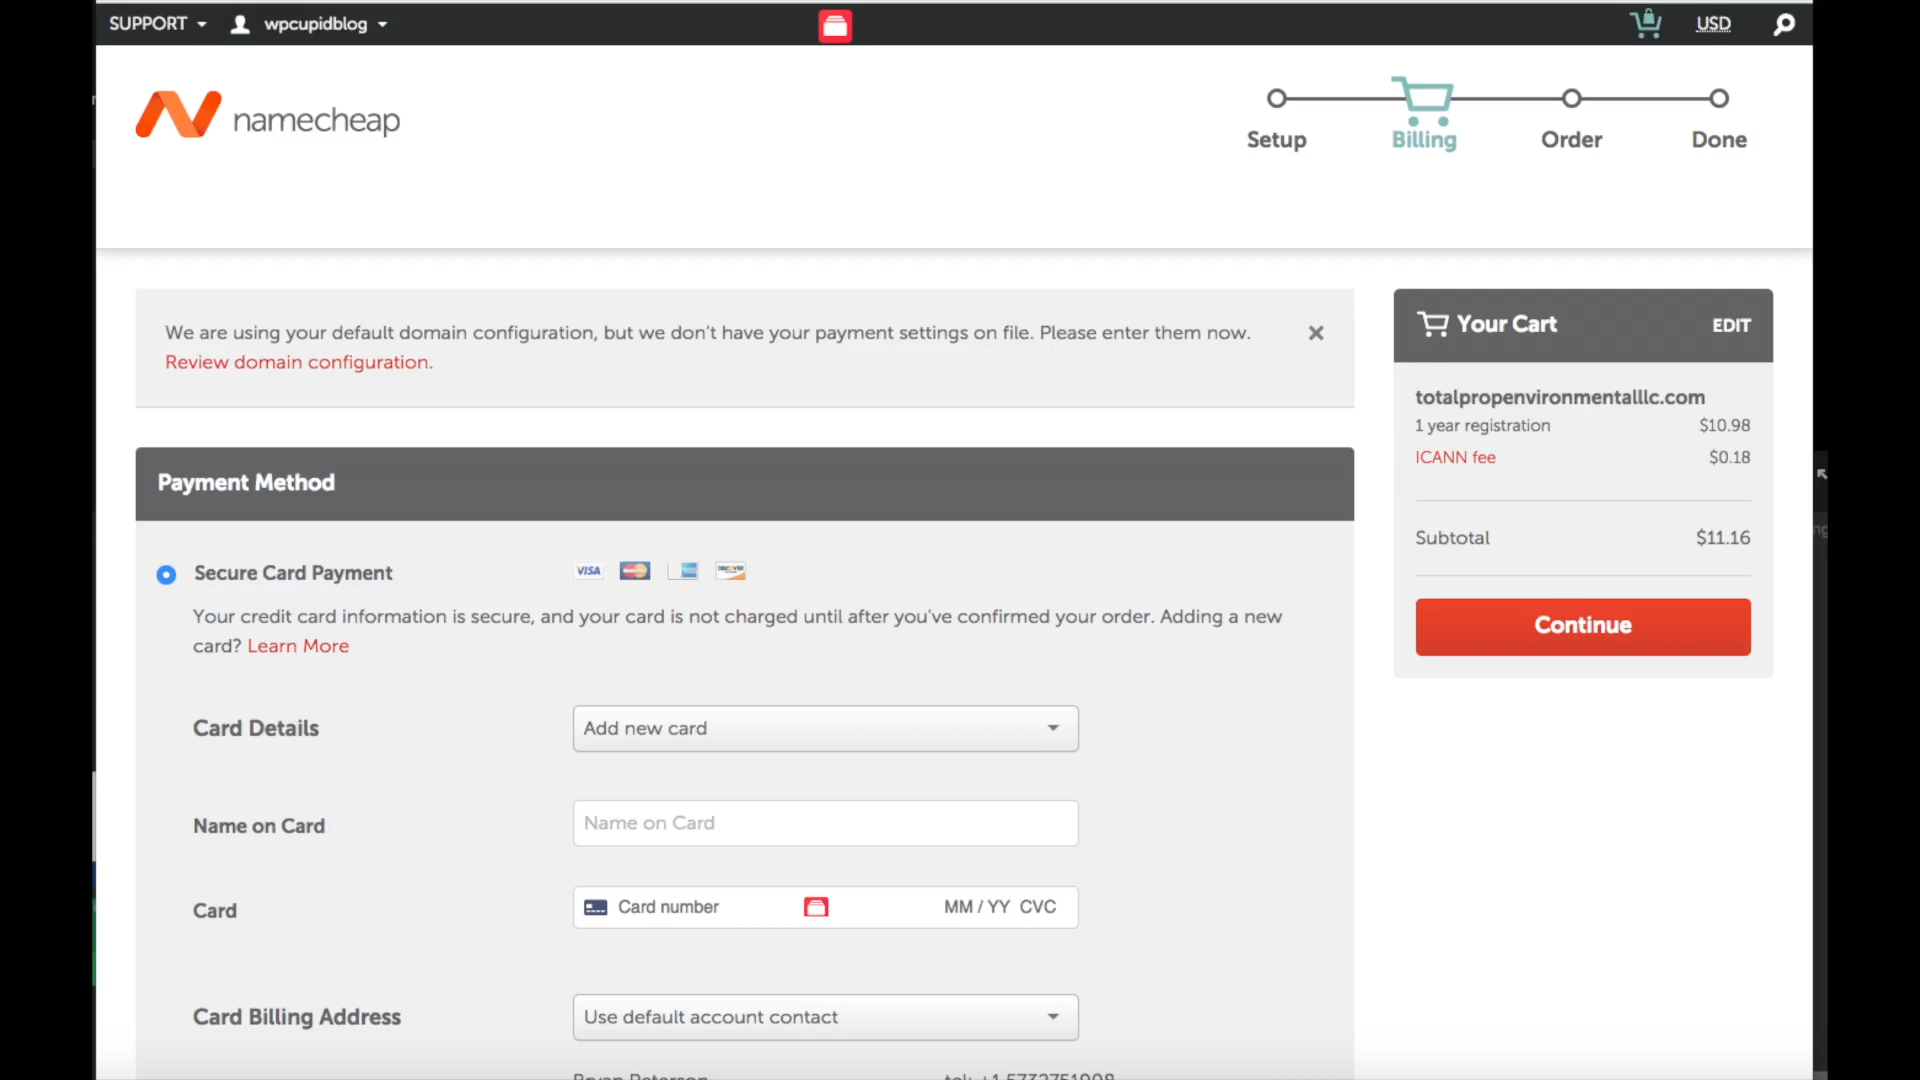 SUPPORT
wpcupidblog
USD
namecheap
Setup
Billing
Order
Done
We are using your default domain configuration, but we don't have your payment settings on file. Please enter them now.
Review domain configuration.
Your Cart
EDIT
totalpropenvironmentalllc.com
1 year registration $10.98
ICANN fee $0.18
Subtotal $11.16
Continue
Payment Method
Secure Card Payment
VISA
DISCOVER
Your credit card information is secure, and your card is not charged until after you've confirmed your order. Adding a new
card? Learn More
Card Details
Add new card
Name on Card
Name on Card
Card
Card number
MM / YY CVC
Card Billing Address
Use default account contact
Bryan Peterson